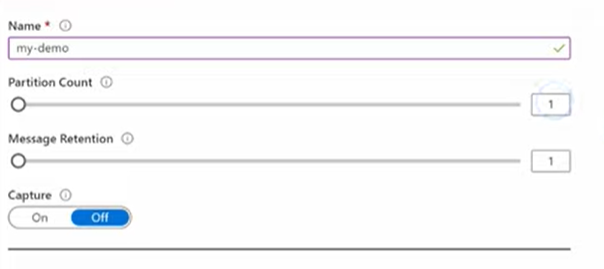 Name *
my-demo
Partition Count
1
Message Retention
1
Capture
On Off